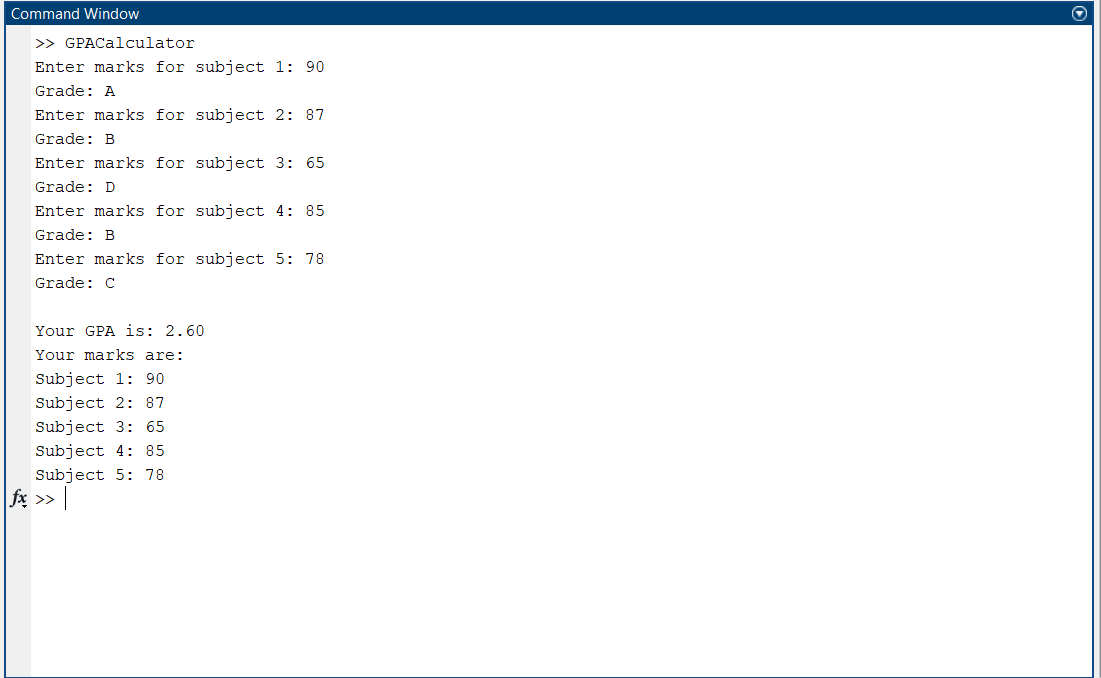 Command Window
>> GPACalculator
Enter marks for subject 1: 90
Grade: A
Enter marks for subject 2: 87
Grade: B
Enter marks for subject 3: 65
Grade: D
Enter marks for subject 4: 85
Grade: B
Enter marks for subject 5: 78
Grade: C
Your GPA is: 2.60
Your marks are:
Subject 1: 90
Subject 2: 87
Subject 3: 65
Subject 4: 85
Subject 5: 78
fx >>